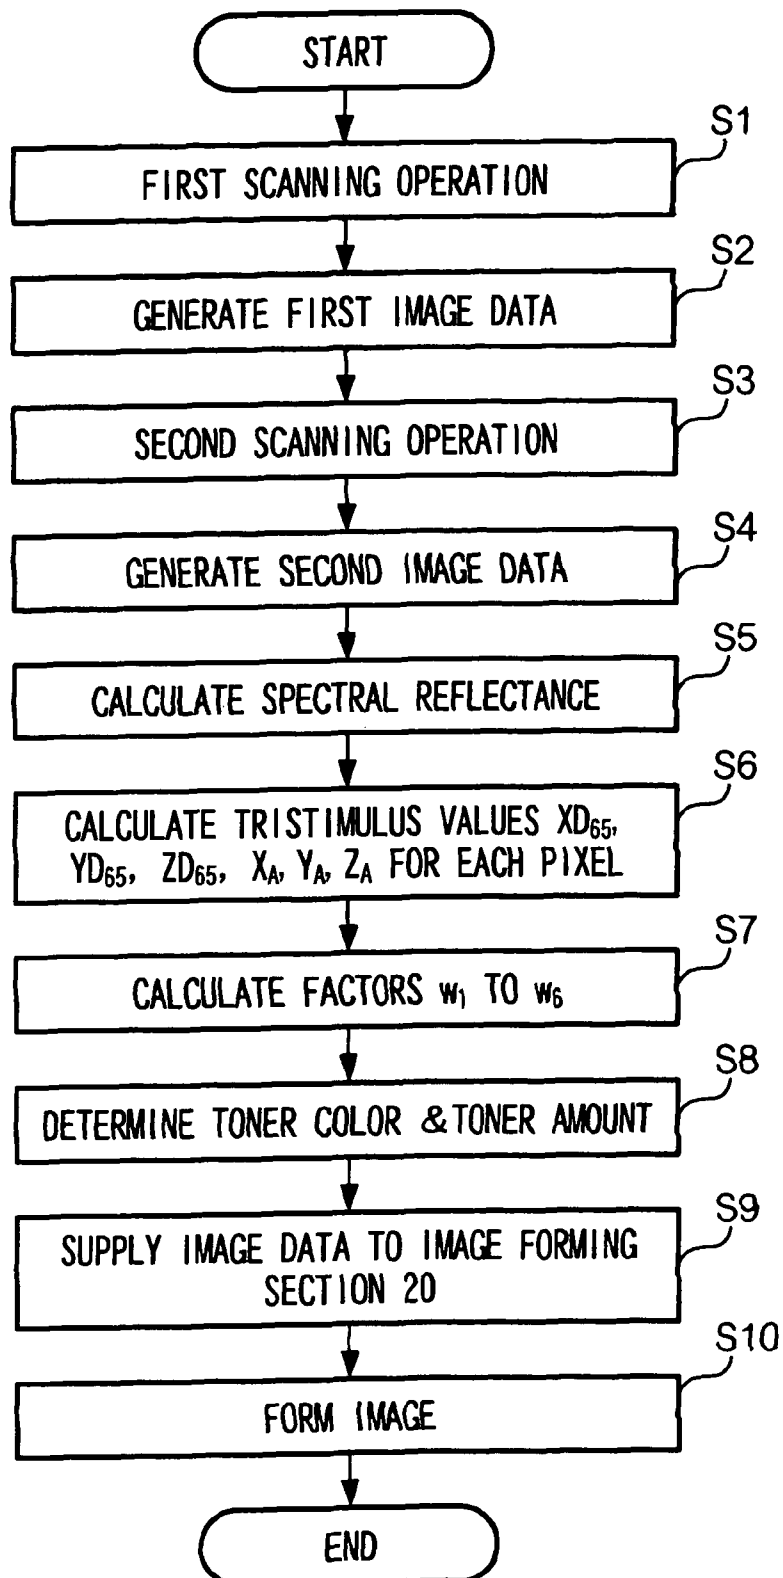 START
S1
FIRST SCANNING OPERATION
S2
GENERATE FIRST IMAGE DATA
S3
SECOND SCANNING OPERATION
S4
GENERATE SECOND IMAGE DATA
S5
CALCULATE SPECTRAL REFLECTANCE
S6
CALCULATE TRISTIMULUS VALUES XD₆₅,
YD₆₅, ZD₆₅, X_A, Y_A, Z_A FOR EACH PIXEL
S7
CALCULATE FACTORS w₁ TO w₆
S8
DETERMINE TONER COLOR & TONER AMOUNT
S9
SUPPLY IMAGE DATA TO IMAGE FORMING
SECTION 20
S10
FORM IMAGE
END